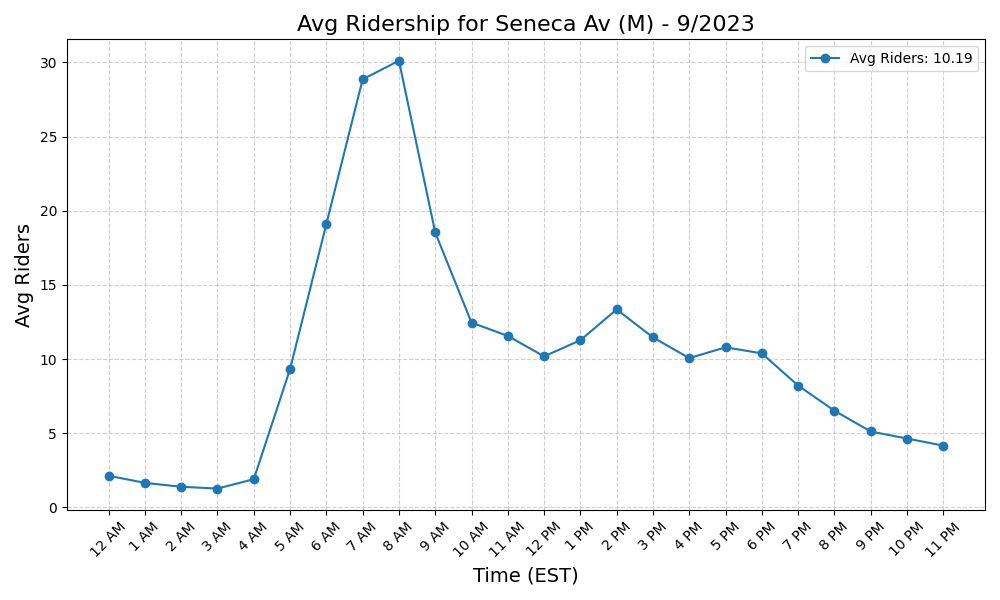 Avg Ridership for Seneca Av (M) - 9/2023
Avg Riders: 10.19
Avg Riders
30
25
20
15
10
5
0
12 AM
1 AM
2 AM
3 AM
4 AM
5 AM
6 AM
7 AM
8 AM
9 AM
10 AM
11 AM
12 PM
1 PM
2 PM
3 PM
4 PM
5 PM
6 PM
7 PM
8 PM
9 PM
10 PM
11 PM
Time (EST)